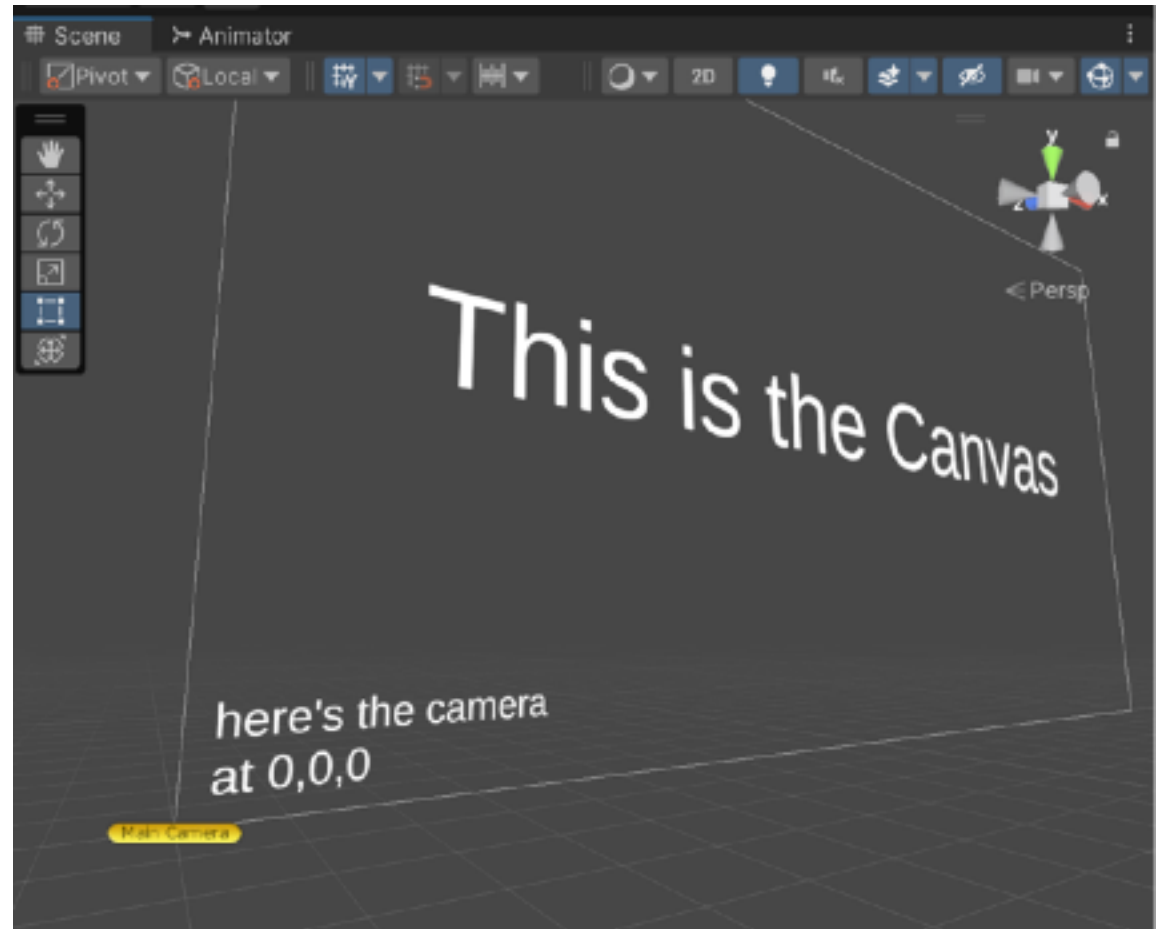 Scene
Animator
Pivot
Local
2D
y
z
x
Persp
This is the Canvas
here's the camera
at 0,0,0
Main Camera